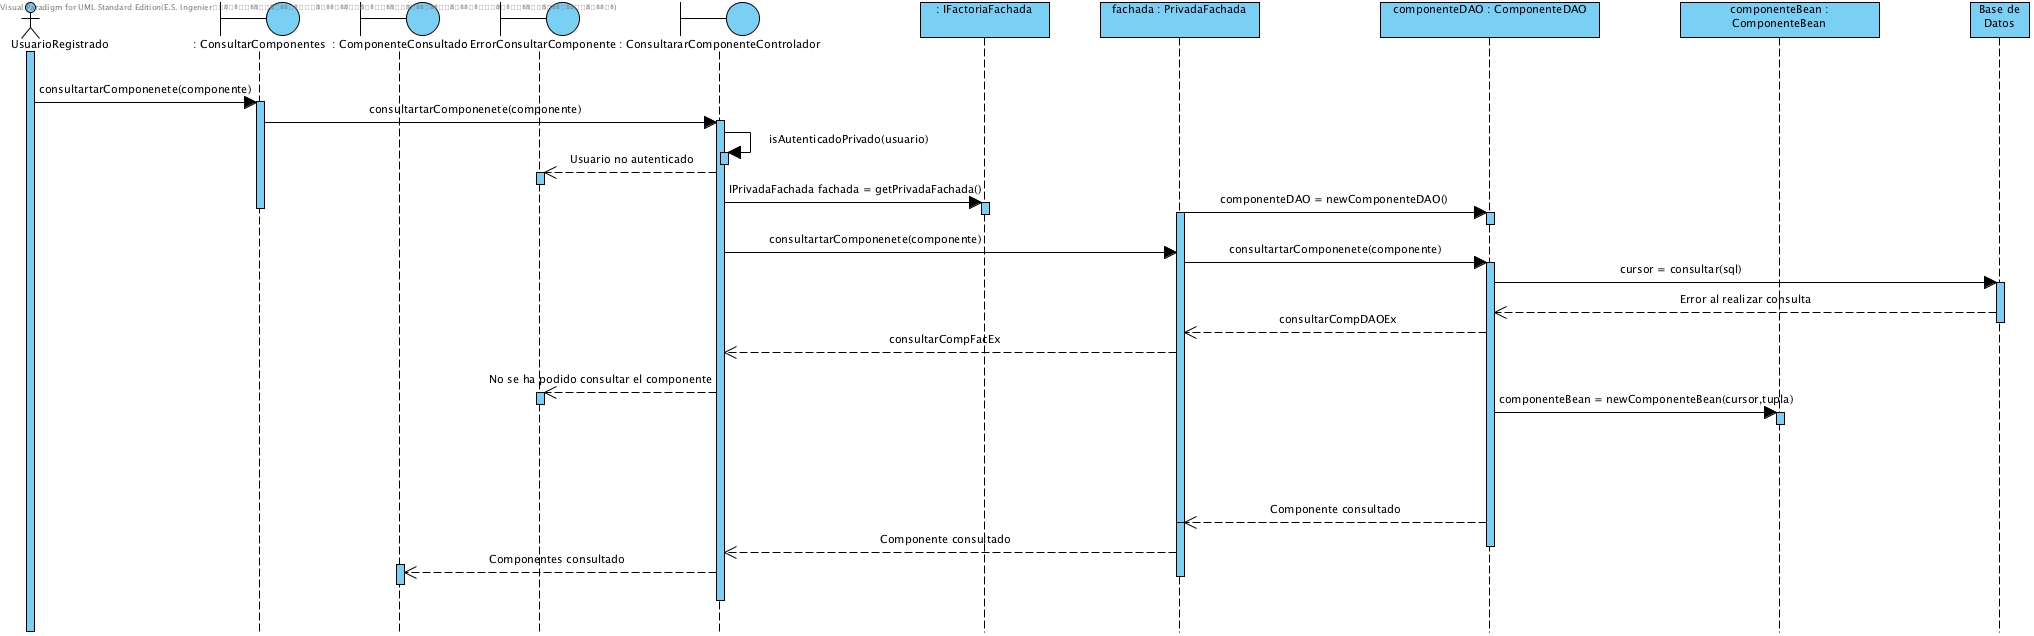 Visual Paradigm for UML Standard Edition(E.S. Ingenier
UsuarioRegistrado
: ConsultarComponentes
: ComponenteConsultado
ErrorConsultarComponente
: ConsultararComponenteControlador
: IFactoriaFachada
fachada : PrivadaFachada
componenteDAO : ComponenteDAO
componenteBean :
ComponenteBean
Base de
Datos
consultartarComponenete(componente)
consultartarComponenete(componente)
isAutenticadoPrivado(usuario)
Usuario no autenticado
IPrivadaFachada fachada = getPrivadaFachada()
componenteDAO = newComponenteDAO()
consultartarComponenete(componente)
consultartarComponenete(componente)
cursor = consultar(sql)
Error al realizar consulta
consultarCompDAOEx
consultarCompFacEx
No se ha podido consultar el componente
componenteBean = newComponenteBean(cursor,tupla)
Componente consultado
Componente consultado
Componentes consultado